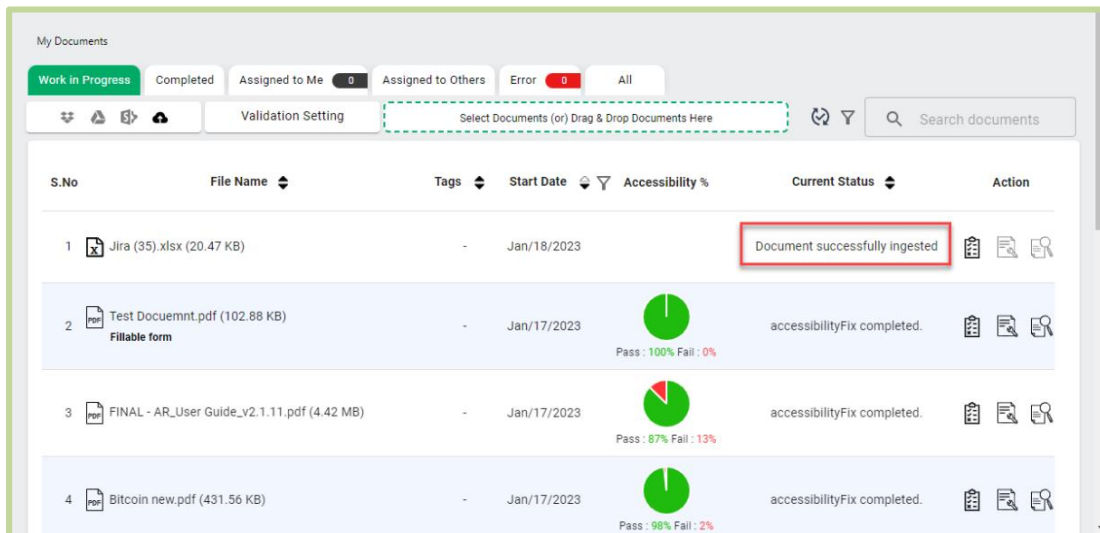 My Documents
Work in Progress Completed Assigned to Me 0 Assigned to Others Error 0 All
Validation Setting Select Documents (or) Drag & Drop Documents Here Search documents
S.No File Name Tags Start Date Accessibility % Current Status Action
1 Jira (35).xlsx (20.47 KB) - Jan/18/2023 Document successfully ingested
2 PDF Test Docuemnt.pdf (102.88 KB) - Jan/17/2023 accessibilityFix completed.
Fillable form
Pass : 100% Fail : 0%
3 PDF FINAL - AR_User Guide_v2.1.11.pdf (4.42 MB) - Jan/17/2023 accessibilityFix completed.
Pass : 87% Fail : 13%
4 PDF Bitcoin new.pdf (431.56 KB) - Jan/17/2023 accessibilityFix completed.
Pass : 98% Fail : 2%